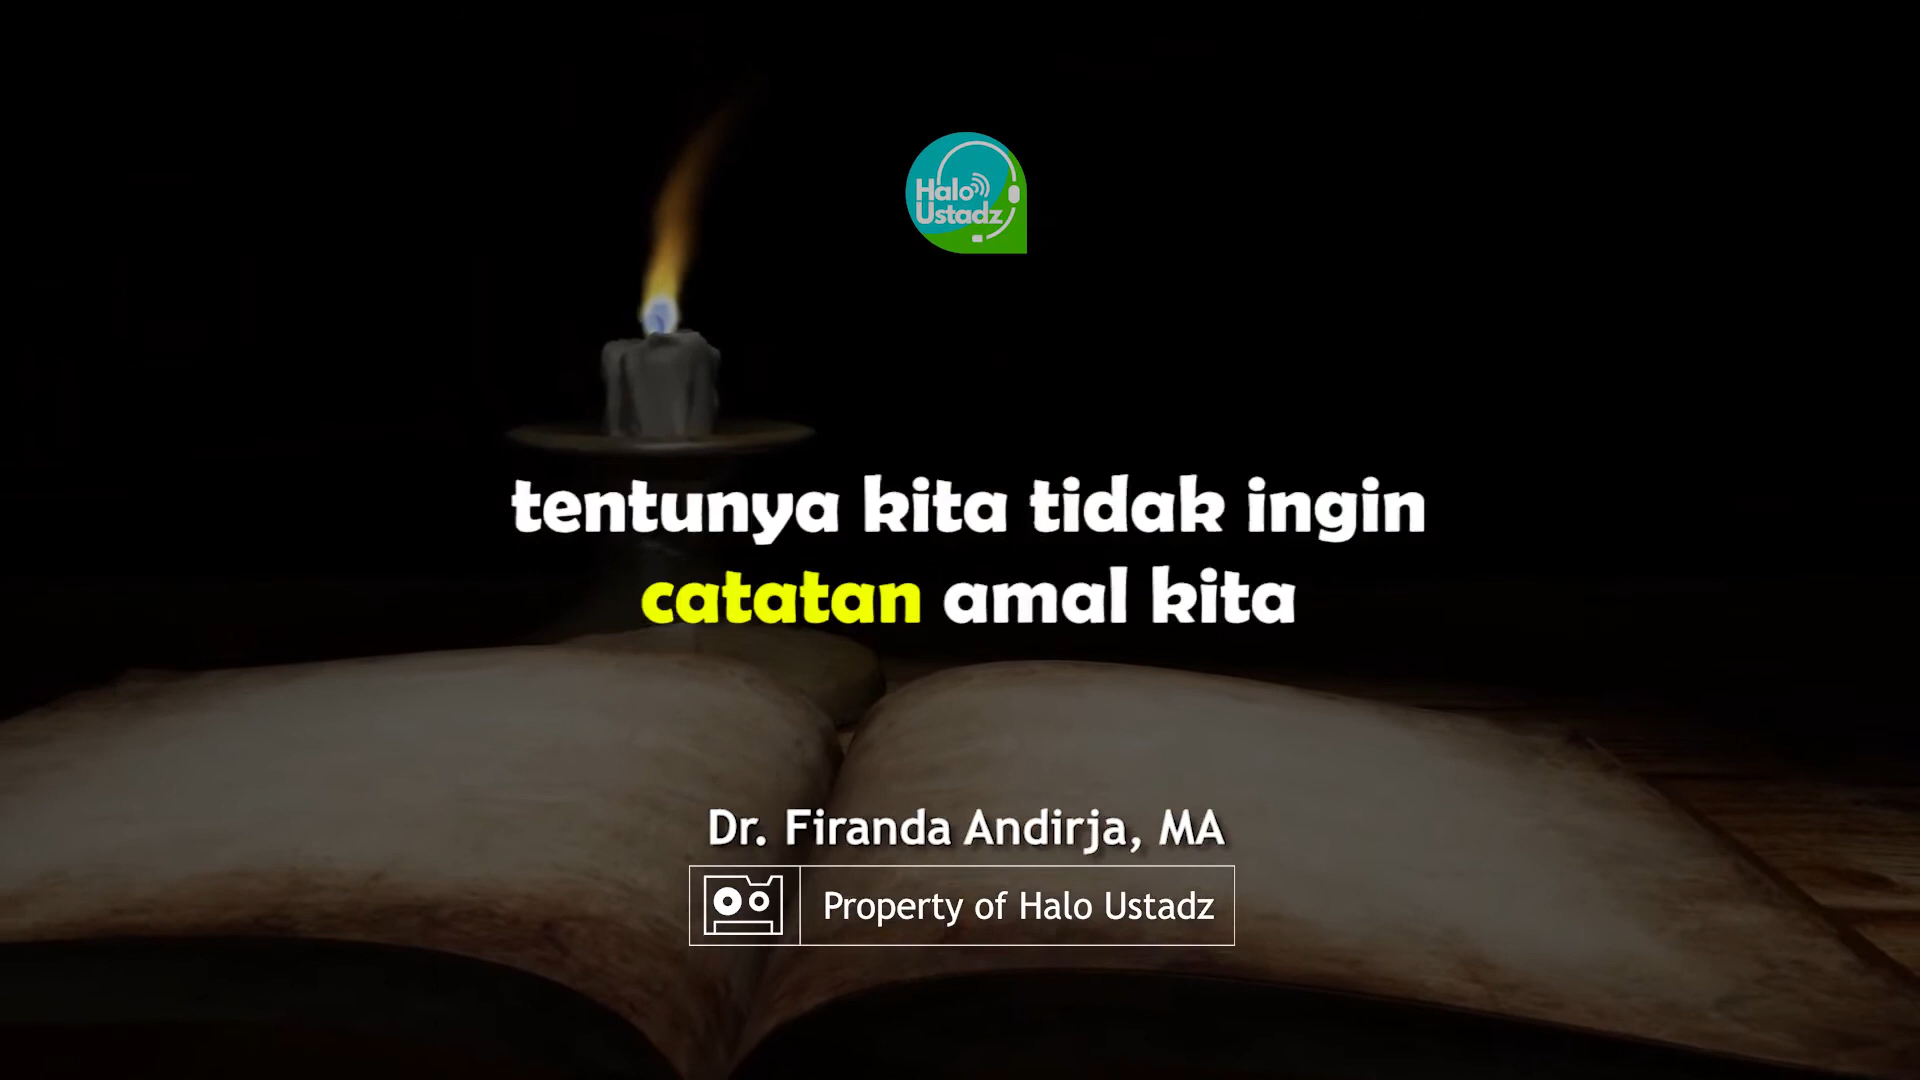 Halo
Ustadz
tentunya kita tidak ingin
catatan amal kita
Dr. Firanda Andirja, MA
Property of Halo Ustadz